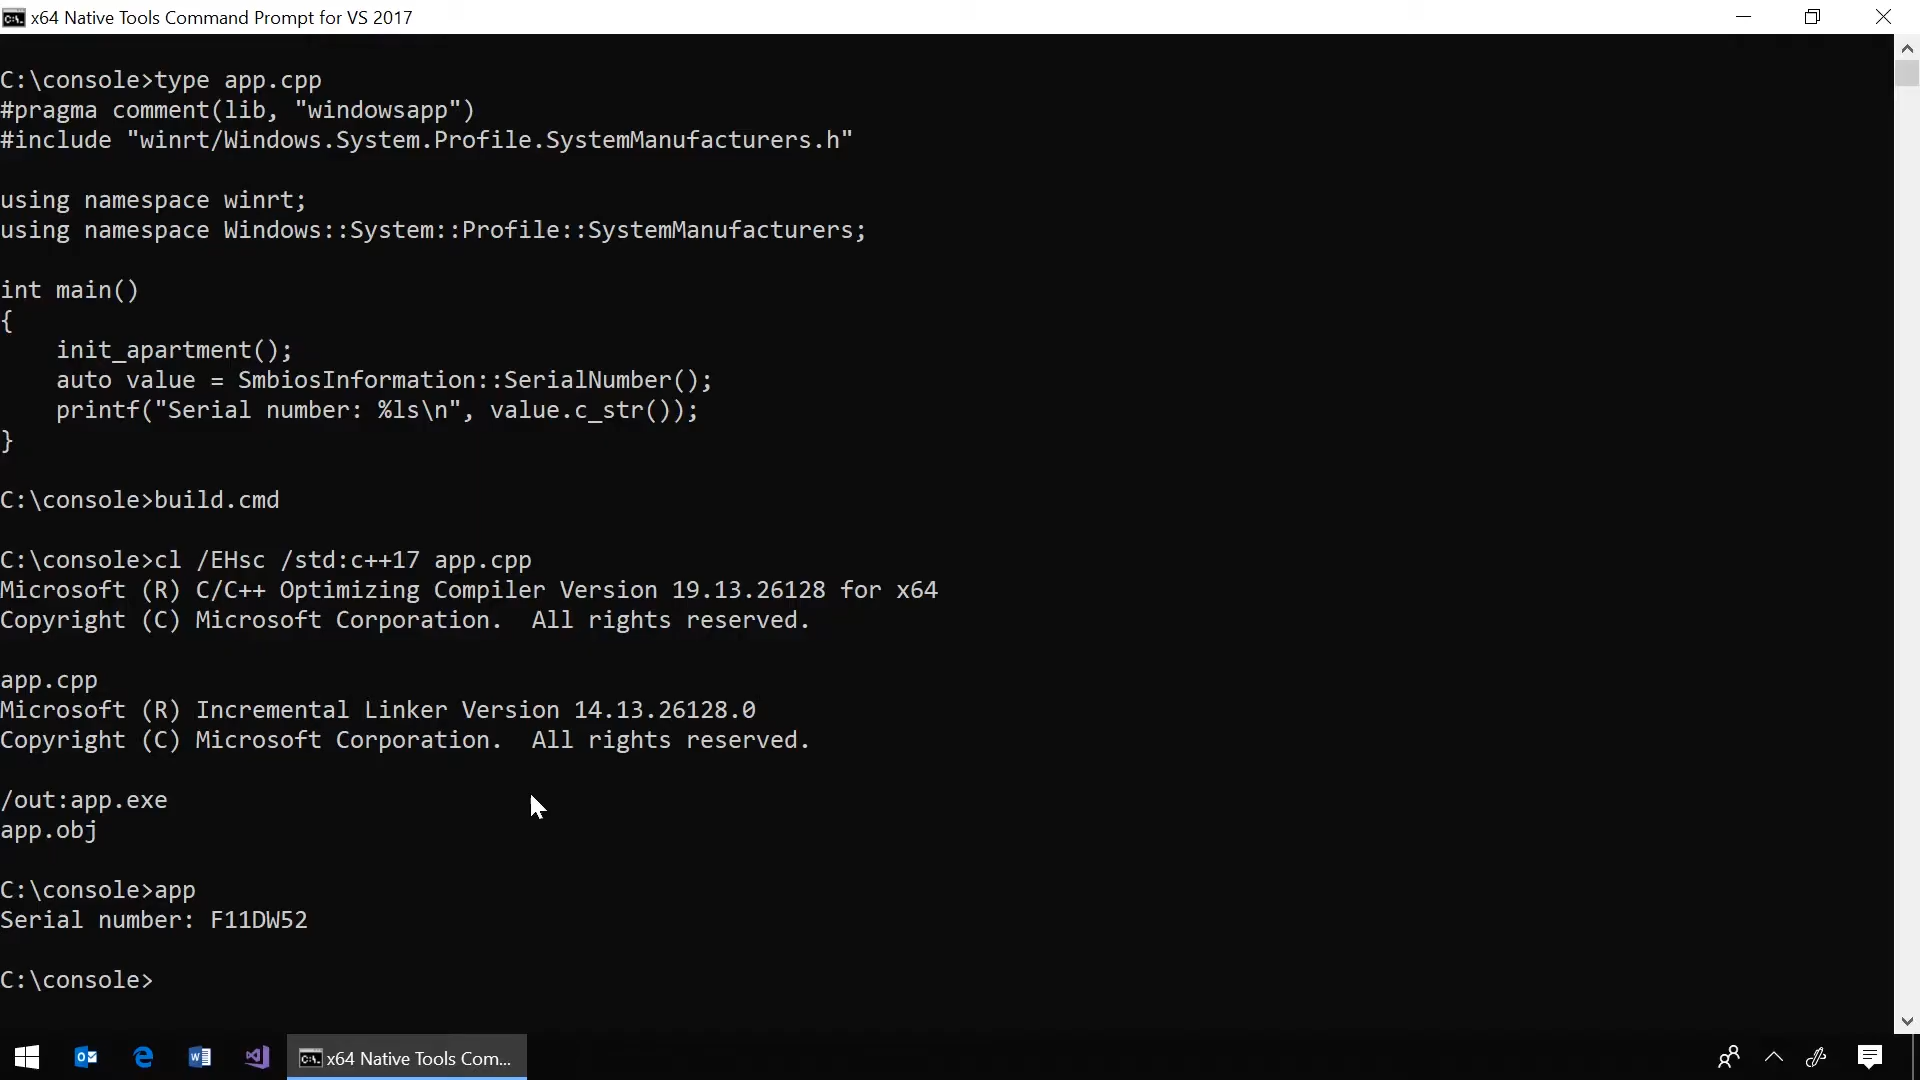 x64 Native Tools Command Prompt for VS 2017
C:\console>type app.cpp
#pragma comment(lib, "windowsapp")
#include "winrt/Windows.System.Profile.SystemManufacturers.h"
using namespace winrt;
using namespace Windows::System::Profile::SystemManufacturers;
int main()
{
    init_apartment();
    auto value = SmbiosInformation::SerialNumber();
    printf("Serial number: %ls\n", value.c_str());
}
C:\console>build.cmd
C:\console>cl /EHsc /std:c++17 app.cpp
Microsoft (R) C/C++ Optimizing Compiler Version 19.13.26128 for x64
Copyright (C) Microsoft Corporation.  All rights reserved.
app.cpp
Microsoft (R) Incremental Linker Version 14.13.26128.0
Copyright (C) Microsoft Corporation.  All rights reserved.
/out:app.exe
app.obj
C:\console>app
Serial number: F11DW52
C:\console>
x64 Native Tools Com...